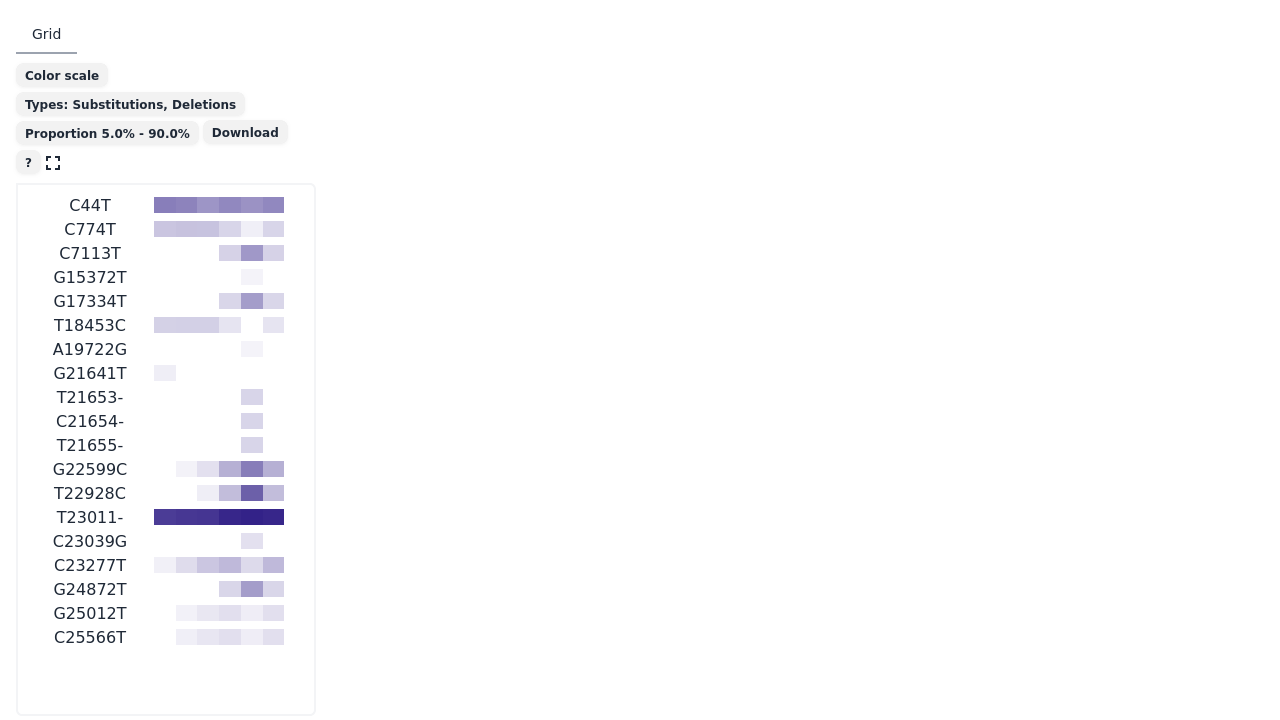 Grid
Color scale
Types: Substitutions, Deletions
Proportion 5.0% - 90.0% Download
?
C44T
C774T
C7113T
G15372T
G17334T
T18453C
A19722G
G21641T
T21653-
C21654-
T21655-
G22599C
T22928C
T23011-
C23039G
C23277T
G24872T
G25012T
C25566T